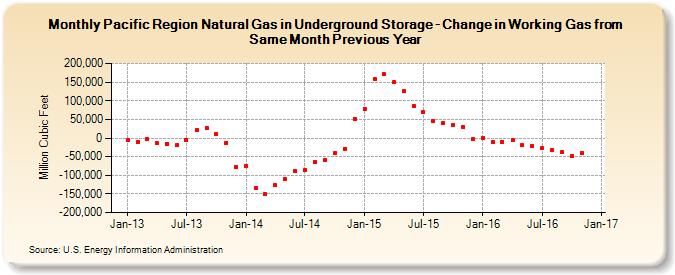 Monthly Pacific Region Natural Gas in Underground Storage - Change in Working Gas from
Same Month Previous Year
Million Cubic Feet
200,000
150,000
100,000
50,000
0
-50,000
-100,000
-150,000
-200,000
Jan-13 Jul-13 Jan-14 Jul-14 Jan-15 Jul-15 Jan-16 Jul-16 Jan-17
Source: U.S. Energy Information Administration